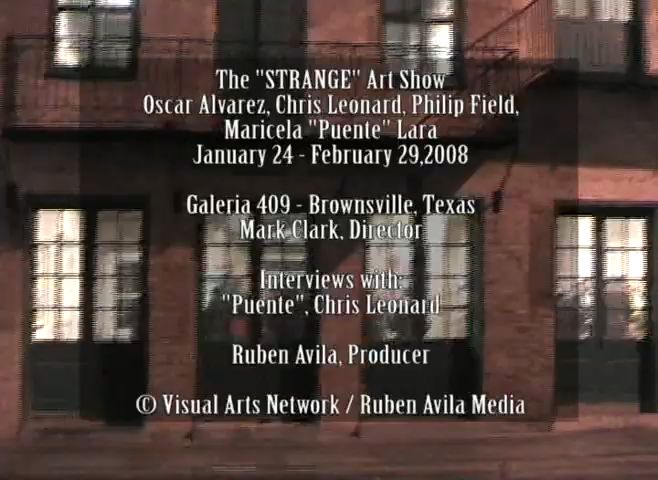 The "STRANGE" Art Show
Oscar Alvarez, Chris Leonard, Philip Field,
Maricela "Puente" Lara
January 24 - February 29,2008
Galeria 409 - Brownsville, Texas
Mark Clark, Director
Interviews with:
"Puente", Chris Leonard
Ruben Avila, Producer
© Visual Arts Network / Ruben Avila Media